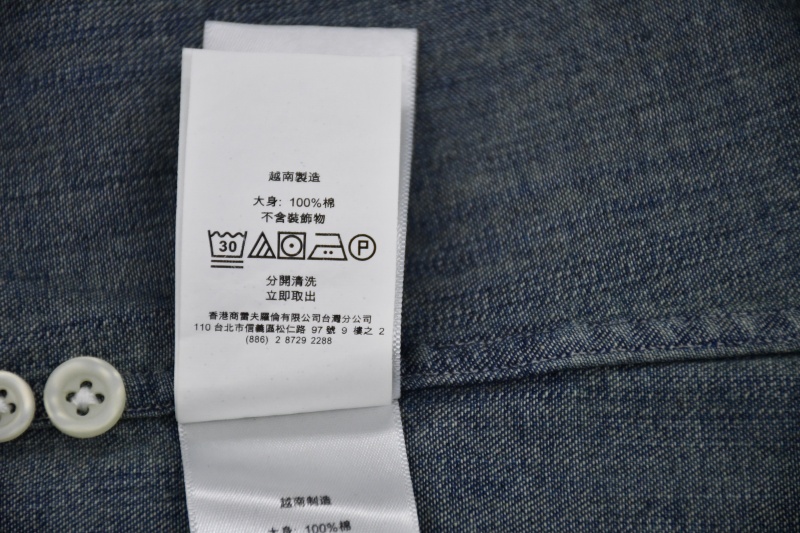 越南製造
大身: 100%棉
不含裝飾物
30 P
分開清洗
立即取出
香港商雷夫羅倫有限公司台灣分公司
110 台北市信義區松仁路 97 號 9 樓之 2
(886) 2 8729 2288
越南制造
大身: 100%棉